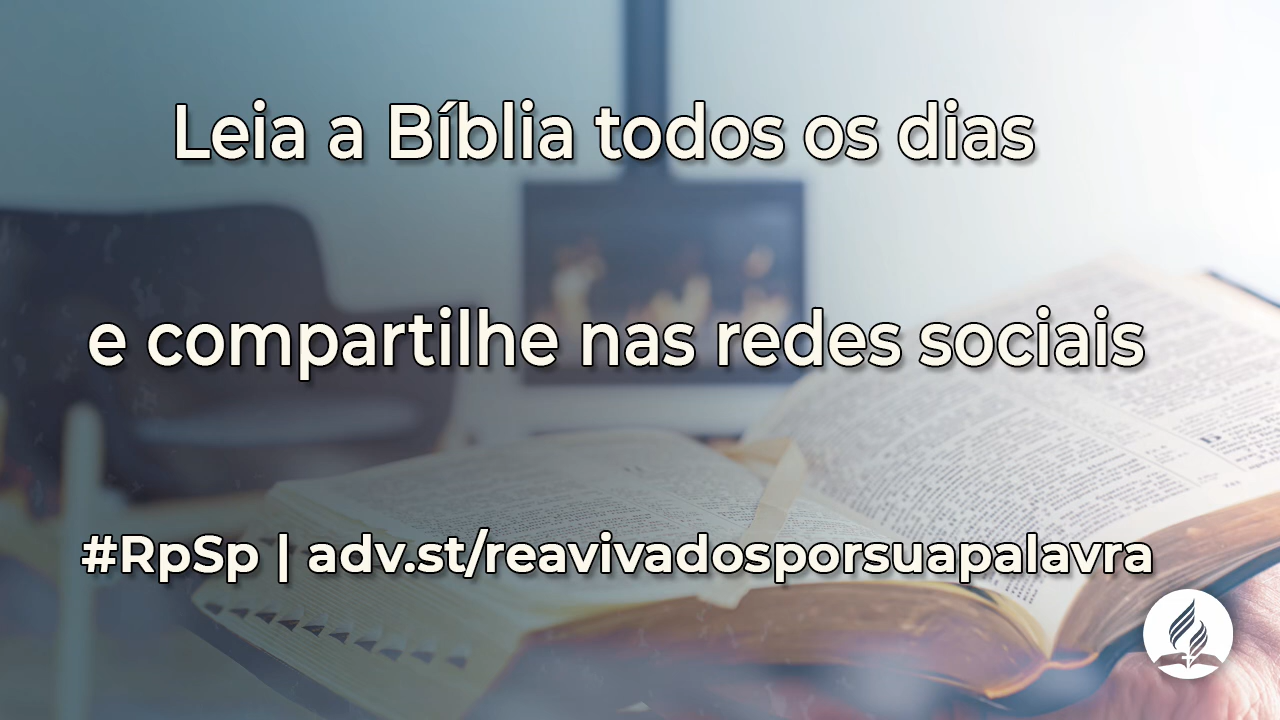 Leia a Bíblia todos os dias
e compartilhe nas redes sociais
#RpSp | adv.st/reavivadosporsuapalavra